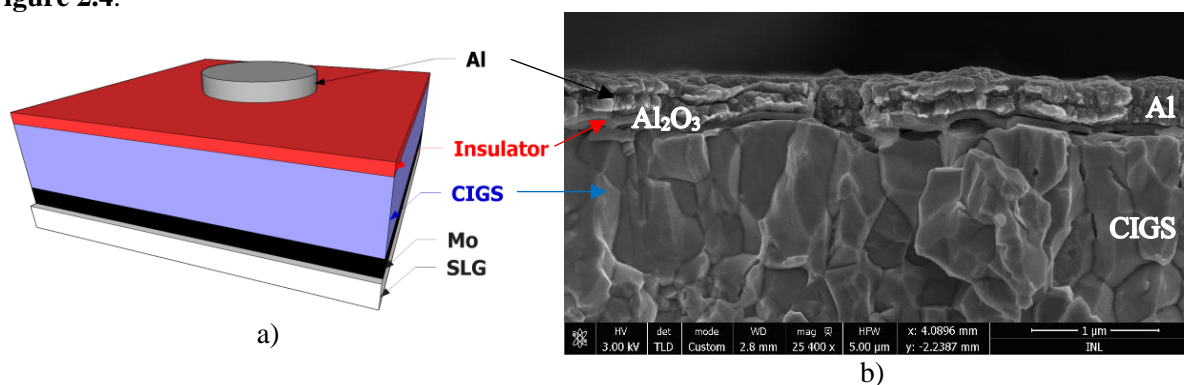 igure 2.4.
Al
Insulator
CIGS
Mo
SLG
a)
Al₂O₃
Al
CIGS
HV det mode WD mag HFW x: 4.0896 mm 1 µm
3.00 kV TLD Custom 2.8 mm 25 400 x 5.00 µm y: -2.2387 mm INL
b)